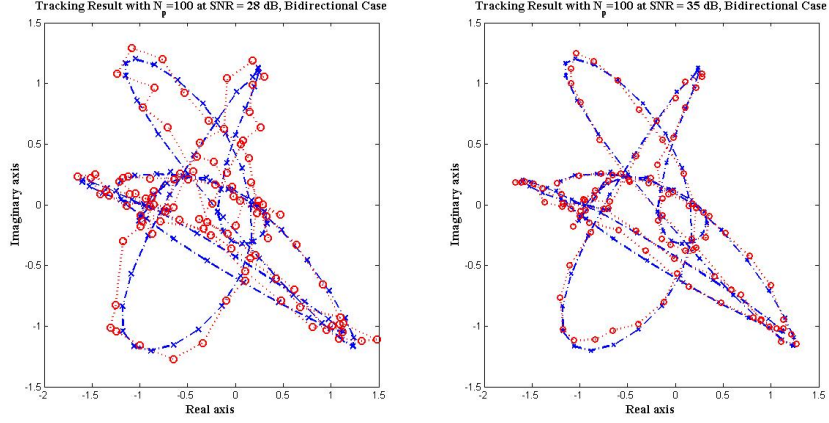 Tracking Result with N_p=100 at SNR = 28 dB, Bidirectional Case
1.5
1
0.5
0
-0.5
-1
-1.5
-2 -1.5 -1 -0.5 0 0.5 1 1.5
Imaginary axis
Real axis
Tracking Result with N_p=100 at SNR = 35 dB, Bidirectional Case
1.5
1
0.5
0
-0.5
-1
-1.5
-2 -1.5 -1 -0.5 0 0.5 1 1.5
Imaginary axis
Real axis